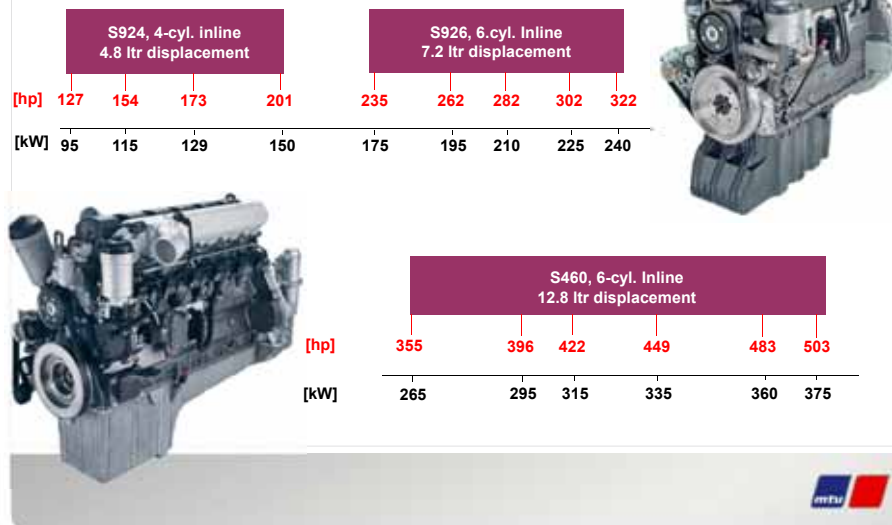 S924, 4-cyl. inline
4.8 ltr displacement
S926, 6.cyl. Inline
7.2 ltr displacement
[hp] 127 154 173 201 235 262 282 302 322
[kW] 95 115 129 150 175 195 210 225 240
S460, 6-cyl. Inline
12.8 ltr displacement
[hp] 355 396 422 449 483 503
[kW] 265 295 315 335 360 375
mtu